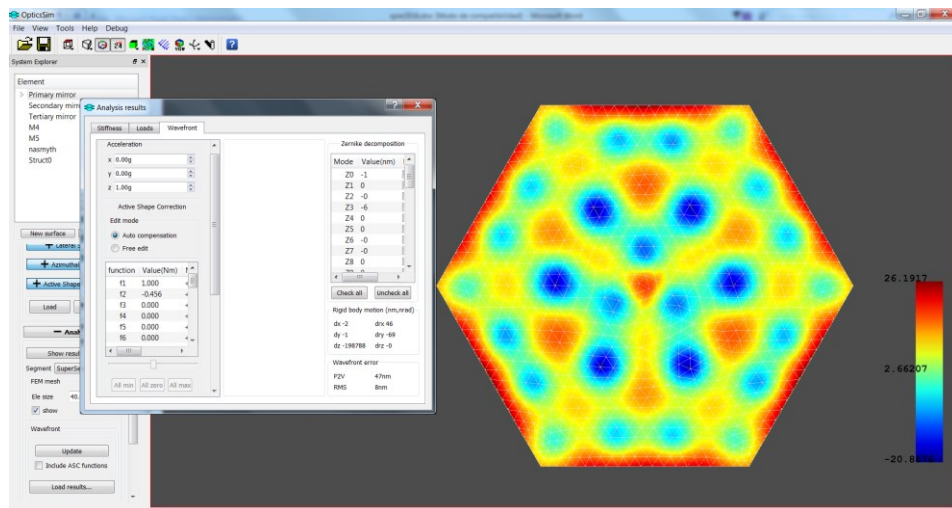 OpticsSim
File View Tools Help Debug
System Explorer
Element
Primary mirror
Secondary mirr
Tertiary mirror
M4
M5
nasmyth
Struct0
New surface
Azimutha
Active Shape
Load
Show resul
Segment SuperSe
FEM mesh
Ele size 40.
show
Wavefront
Update
Include ASC functions
Load results...
Analysis results
Stiffness Loads Wavefront
Acceleration
x 0.00g
y 0.00g
z 1.00g
Active Shape Correction
Edit mode
Auto compensation
Free edit
function Value(Nm)
f1 1.000
f2 -0.456
f3 0.000
f4 0.000
f5 0.000
f6 0.000
All min All zero All max
Zernike decomposition
Mode Value(nm)
Z0 -1
Z1 0
Z2 -0
Z3 -6
Z4 0
Z5 0
Z6 -0
Z7 -0
Z8 0
Check all Uncheck all
Rigid body motion (nm,nrad)
dx -2 drx 46
dy -1 dry -69
dz -198788 drz -0
Wavefront error
P2V 47nm
RMS 8nm
26.1917
2.66207